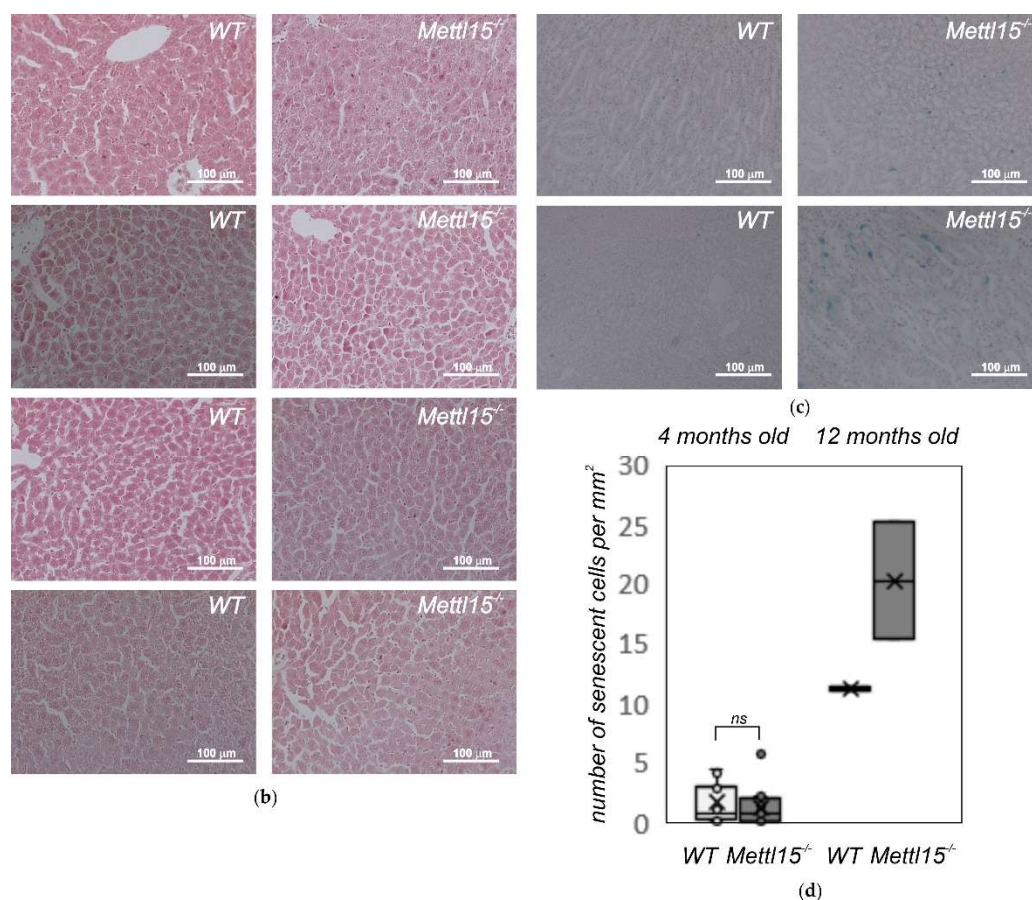 WT
Mettl15-/-
100 μm
100 μm
WT
Mettl15-/-
100 μm
100 μm
WT
Mettl15-/-
100 μm
100 μm
WT
Mettl15-/-
100 μm
100 μm
(b)
WT
Mettl15-/-
100 μm
100 μm
WT
Mettl15-/-
100 μm
100 μm
(c)
4 months old
12 months old
number of senescent cells per mm²
30
25
20
15
10
5
0
ns
WT Mettl15-/-
WT Mettl15-/-
(d)